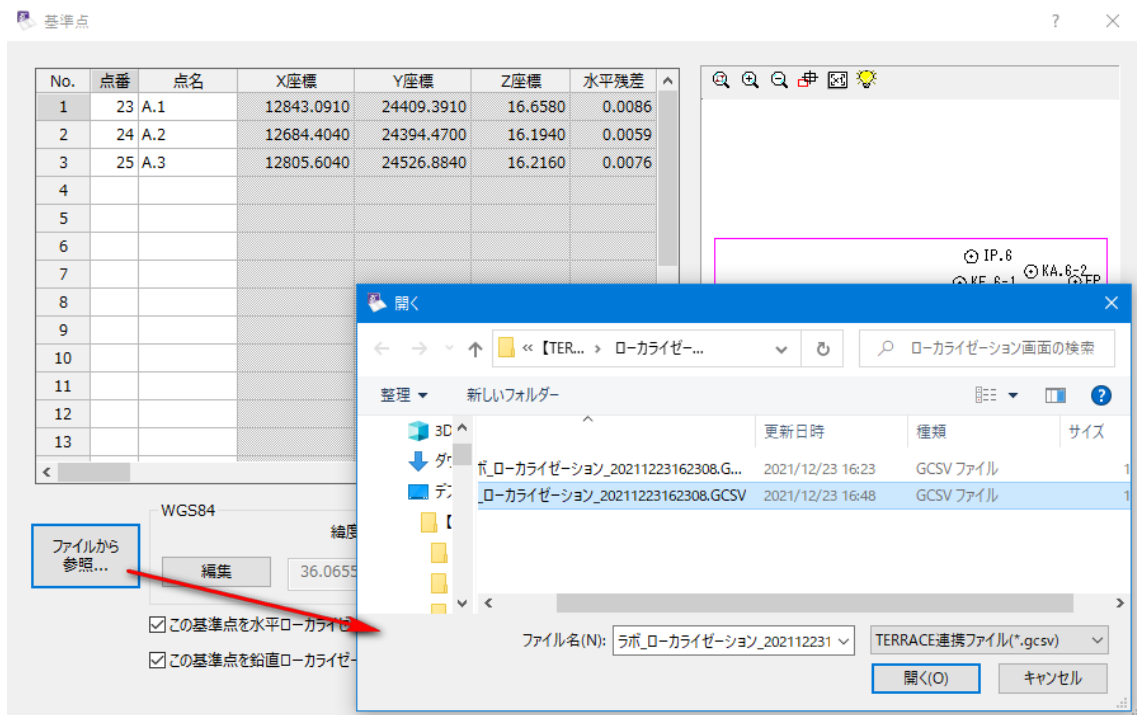 基準点
?
No. 点番 点名 X座標 Y座標 Z座標 水平残差
1 23 A.1 12843.0910 24409.3910 16.6580 0.0086
2 24 A.2 12684.4040 24394.4700 16.1940 0.0059
3 25 A.3 12805.6040 24526.8840 16.2160 0.0076
4
5
6
7
8
9
10
11
12
13
IP.6
KA.6-2
KE.6-1 EP
WGS84
緯度
ファイルから
参照...
編集
36.0655
この基準点を水平ローカライゼ
この基準点を鉛直ローカライゼー
開く
« 【TER... › ローカライゼー...
ローカライゼーション画面の検索
整理
新しいフォルダー
?
3D
ダウ
デス
【
更新日時 種類 サイズ
ボ_ローカライゼーション_20211223162308.G... 2021/12/23 16:23 GCSV ファイル 1
_ローカライゼーション_20211223162308.GCSV 2021/12/23 16:48 GCSV ファイル 1
ファイル名(N): ラボ_ローカライゼーション_202112231 TERRACE連携ファイル(*.gcsv)
開く(O) キャンセル